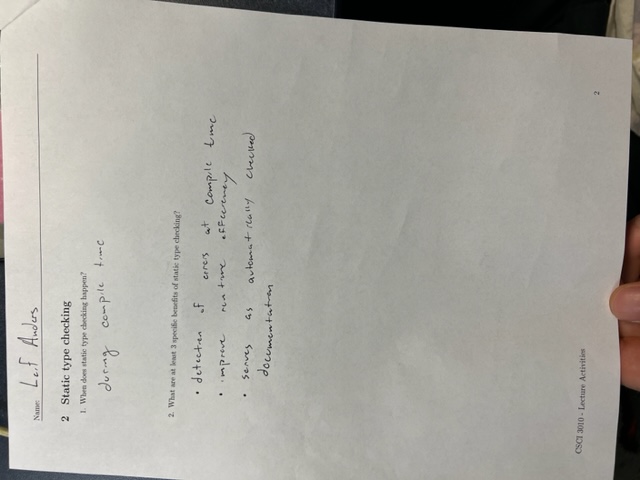 Name: Leif Anders
2 Static type checking
1. When does static type checking happen?
during compile time
2. What are at least 3 specific benefits of static type checking?
• detection of errors at compile time
• improve run time efficiency
• serves as automatically checked
documentation
CSCI 3010 - Lecture Activities
2